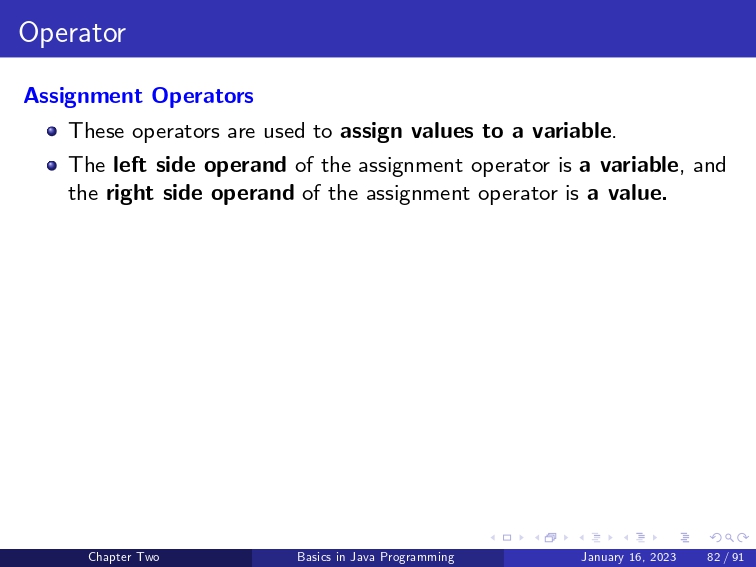 Operator
Assignment Operators
These operators are used to assign values to a variable.
The left side operand of the assignment operator is a variable, and
the right side operand of the assignment operator is a value.
Chapter Two Basics in Java Programming January 16, 2023 82 / 91